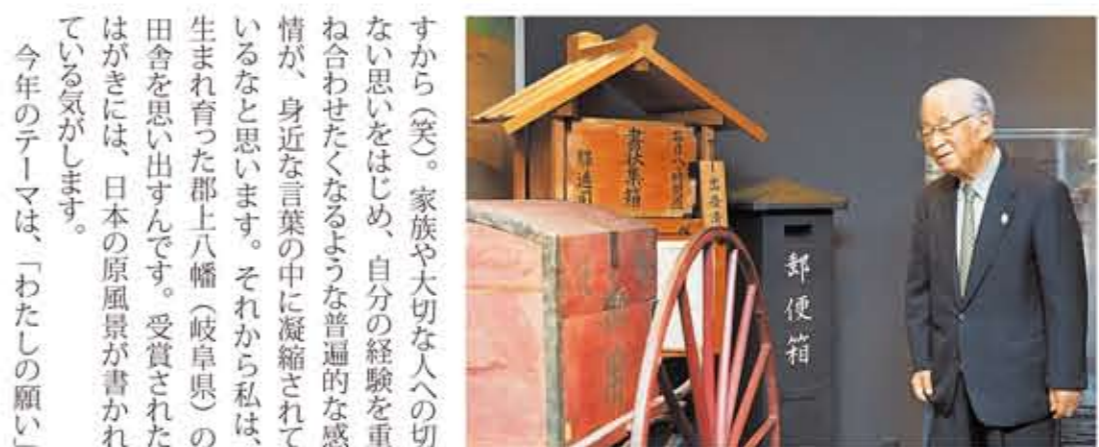 すから（笑）。家族や大切な人への切
ない思いをはじめ、自分の経験を重
ね合わせたくなるような普遍的な感
情が、身近な言葉の中に凝縮されて
いるなと思います。それから私は、
生まれ育った郡上八幡（岐阜県）の
田舎を思い出すんです。受賞された
はがきには、日本の原風景が書かれ
ている気がします。
今年のテーマは、「わたしの願い」
書状集箱
郵便箱